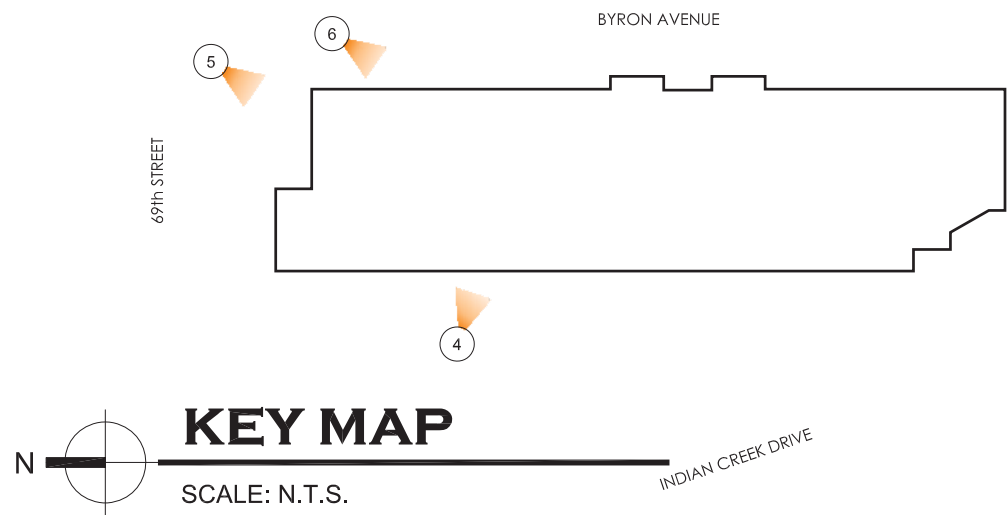 BYRON AVENUE
6
5
69th STREET
4
KEY MAP
N
INDIAN CREEK DRIVE
SCALE: N.T.S.